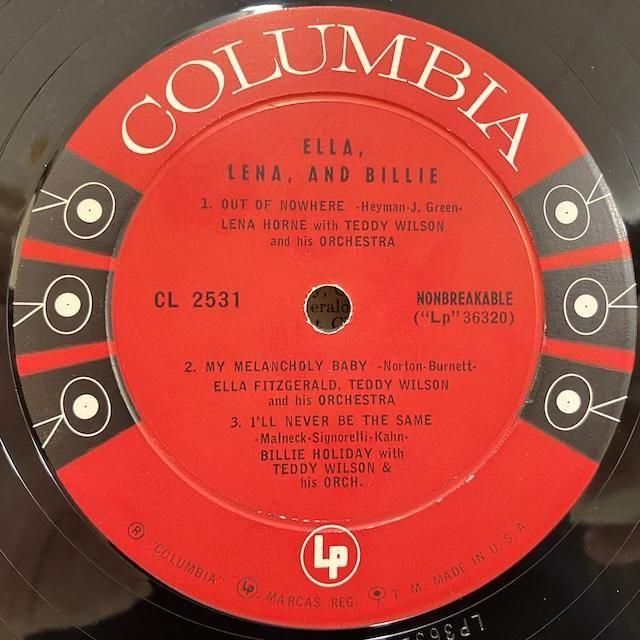 COLUMBIA
ELLA,
LENA, AND BILLIE
1. OUT OF NOWHERE -Heyman-J. Green-
LENA HORNE with TEDDY WILSON
and his ORCHESTRA
CL 2531
NONBREAKABLE
("Lp" 36320)
2. MY MELANCHOLY BABY -Norton-Burnett-
ELLA FITZGERALD, TEDDY WILSON
and his ORCHESTRA
3. I'LL NEVER BE THE SAME
-Malneck-Signorelli-Kahn-
BILLIE HOLIDAY with
TEDDY WILSON &
his ORCH.
Lp
® "COLUMBIA" Lp, MARCAS REG. T. M. MADE IN U.S.A